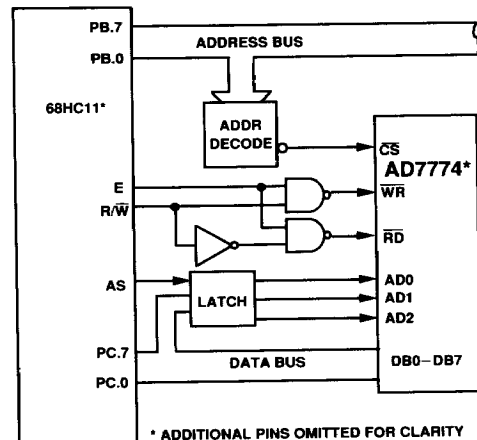 PB.7
ADDRESS BUS
PB.0
68HC11*
ADDR
DECODE
CS
AD7774*
E
WR
R/W
RD
AS
LATCH
AD0
AD1
AD2
PC.7
DATA BUS
DB0–DB7
PC.0
* ADDITIONAL PINS OMITTED FOR CLARITY